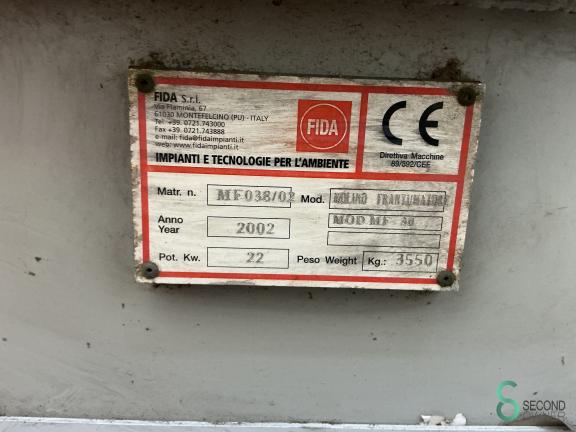 FIDA S.r.l.
Via Flaminia, 67
61030 MONTEFELCINO (PU) - ITALY
Tel. +39. 0721.743000
Fax +39. 0721.743888
e-mail: fida@fidaimpianti.it
web: www.fidaimpianti.it
FIDA
IMPIANTI E TECNOLOGIE PER L'AMBIENTE
CE
Direttiva Macchine
89/392/CEE
Matr. n. MF038/02 Mod. MOLINO FRANTUMATORE
Anno
Year 2002
MOD MF
Pot. Kw. 22 Peso Weight Kg.: 3550
SECOND